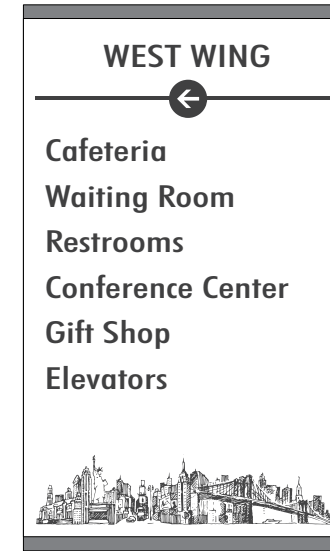 WEST WING
Cafeteria
Waiting Room
Restrooms
Conference Center
Gift Shop
Elevators